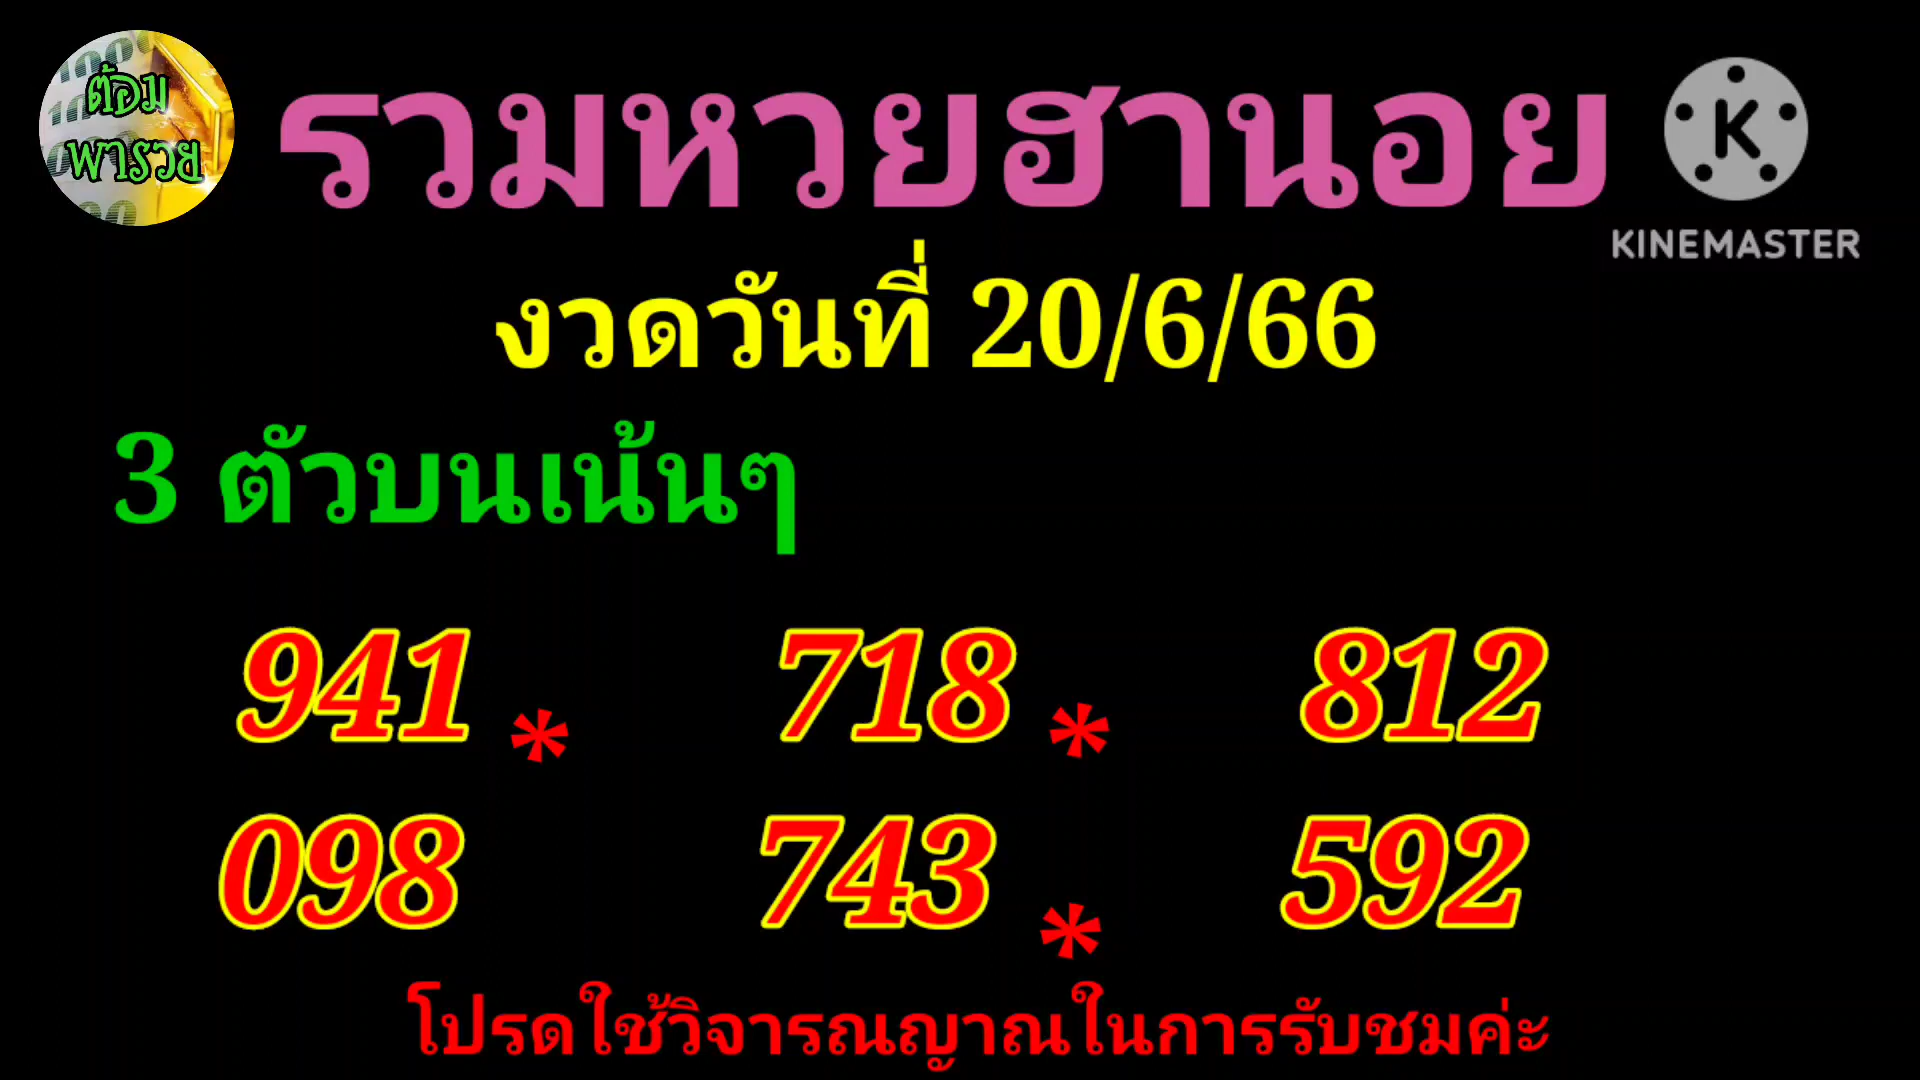 ต้อม
พารวย
รวมหวยฮานอย
KINEMASTER
งวดวันที่ 20/6/66
3 ตัวบนเน้นๆ
941 * 718 * 812
098 743 * 592
โปรดใช้วิจารณญาณในการรับชมค่ะ